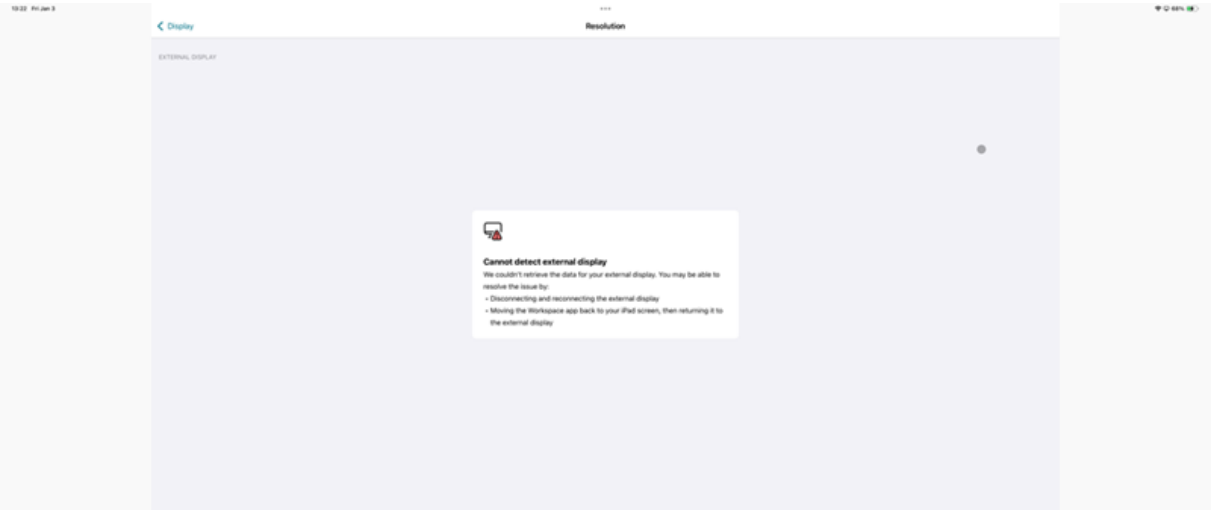 10:22 Fri Jan 3
68%
Display
Resolution
EXTERNAL DISPLAY
Cannot detect external display
We couldn't retrieve the data for your external display. You may be able to
resolve the issue by:
• Disconnecting and reconnecting the external display
• Moving the Workspace app back to your iPad screen, then returning it to
the external display